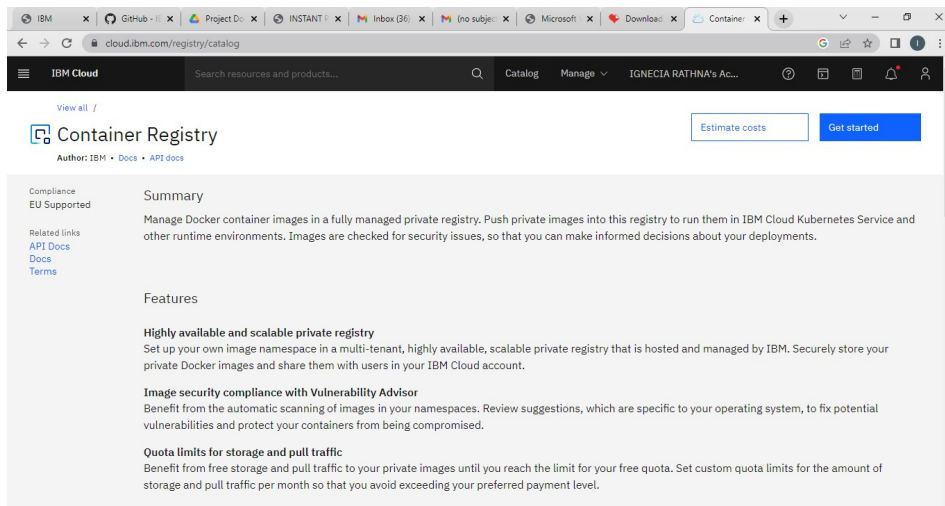 IBM
GitHub - I
Project Do
INSTANT P
Inbox (36)
(no subjec
Microsoft
Download
Container
cloud.ibm.com/registry/catalog
IBM Cloud
Search resources and products...
Catalog
Manage
IGNECIA RATHNA's Ac...
View all /
Container Registry
Author: IBM • Docs • API docs
Estimate costs
Get started
Compliance
EU Supported
Related links
API Docs
Docs
Terms
Summary
Manage Docker container images in a fully managed private registry. Push private images into this registry to run them in IBM Cloud Kubernetes Service and
other runtime environments. Images are checked for security issues, so that you can make informed decisions about your deployments.
Features
Highly available and scalable private registry
Set up your own image namespace in a multi-tenant, highly available, scalable private registry that is hosted and managed by IBM. Securely store your
private Docker images and share them with users in your IBM Cloud account.
Image security compliance with Vulnerability Advisor
Benefit from the automatic scanning of images in your namespaces. Review suggestions, which are specific to your operating system, to fix potential
vulnerabilities and protect your containers from being compromised.
Quota limits for storage and pull traffic
Benefit from free storage and pull traffic to your private images until you reach the limit for your free quota. Set custom quota limits for the amount of
storage and pull traffic per month so that you avoid exceeding your preferred payment level.